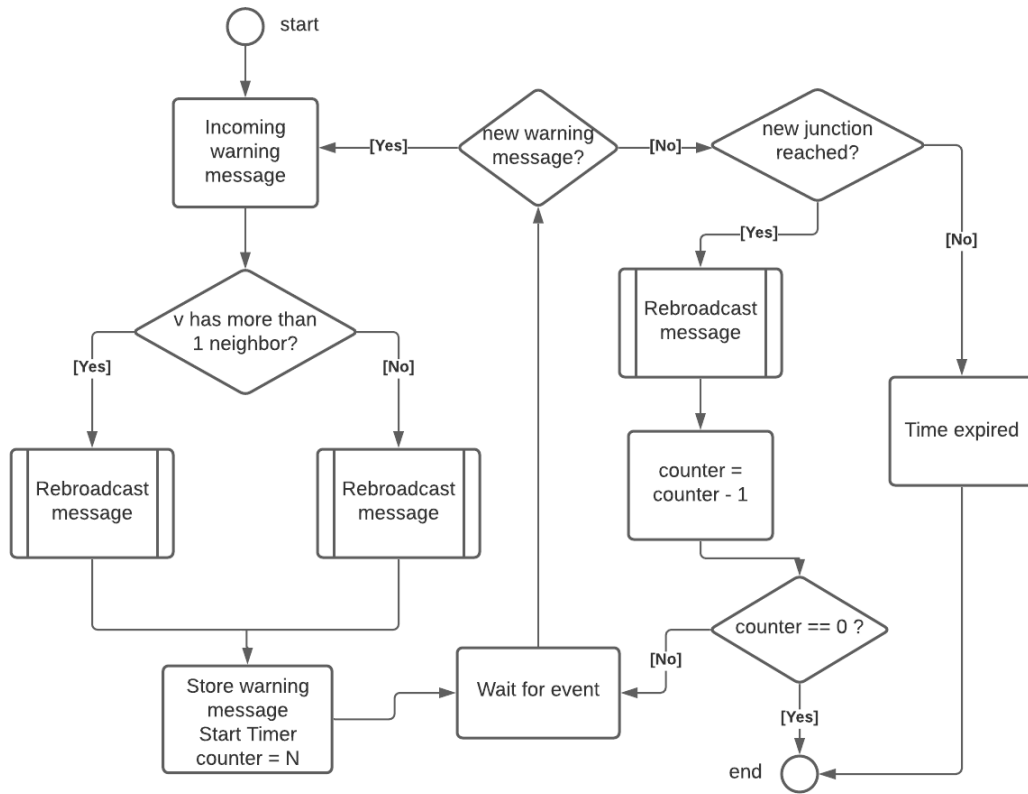 start
Incoming
warning
message
[Yes]
new warning
message?
[No]
new junction
reached?
[Yes]
[No]
v has more than
1 neighbor?
[Yes]
[No]
Rebroadcast
message
Rebroadcast
message
Rebroadcast
message
Time expired
counter =
counter - 1
counter == 0 ?
[No]
[Yes]
Store warning
message
Start Timer
counter = N
Wait for event
end